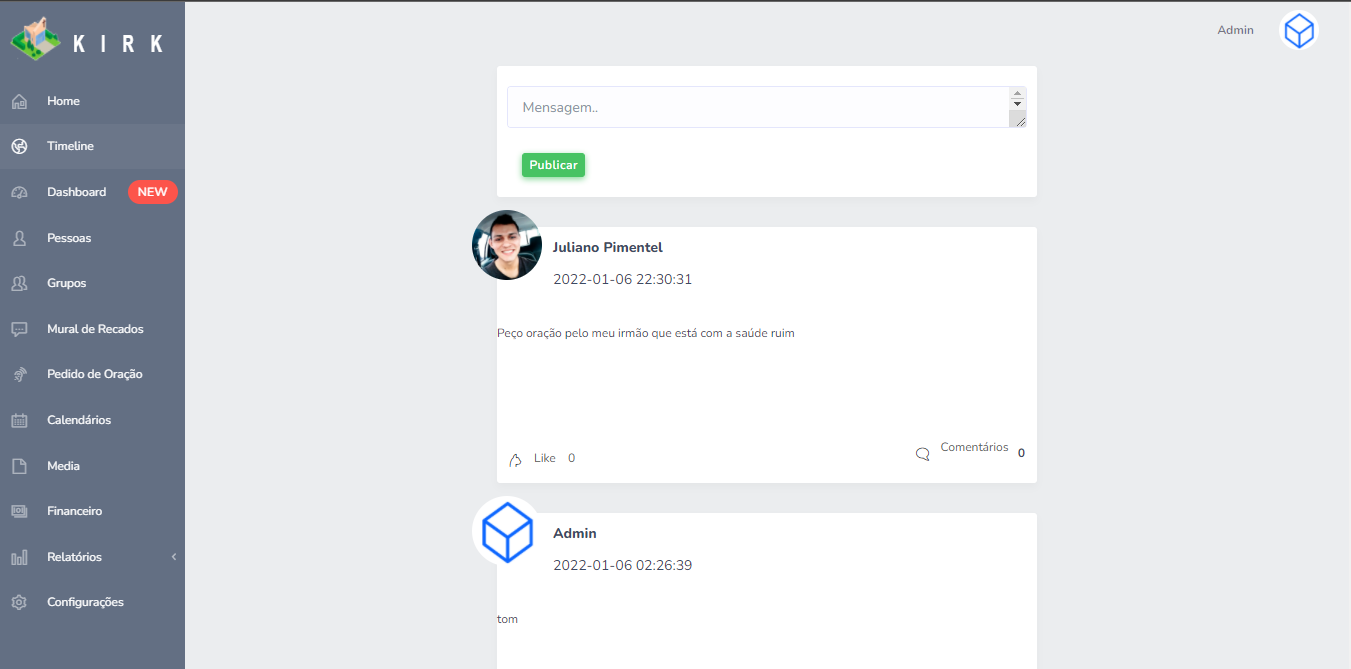 KIRK
Home
Timeline
Dashboard NEW
Pessoas
Grupos
Mural de Recados
Pedido de Oração
Calendários
Media
Financeiro
Relatórios
Configurações
Admin
Mensagem..
Publicar
Juliano Pimentel
2022-01-06 22:30:31
Peço oração pelo meu irmão que está com a saúde ruim
Like 0
Comentários 0
Admin
2022-01-06 02:26:39
tom